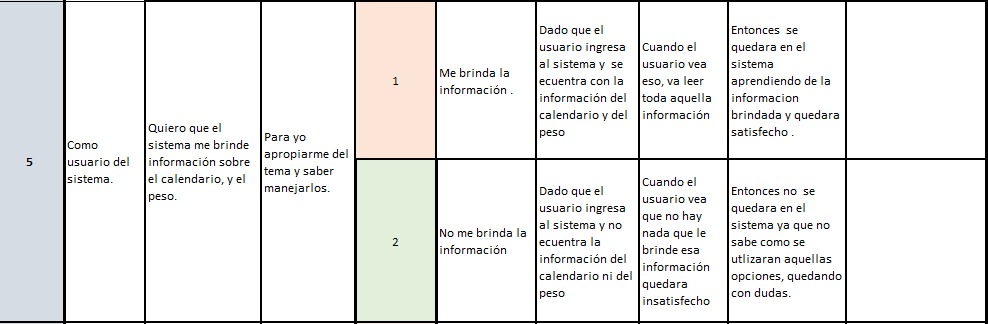 5
Como
usuario del
sistema.
Quiero que el
sistema me brinde
información sobre
el calendario, y el
peso.
Para yo
apropiarme del
tema y saber
manejarlos.
1
Me brinda la
información .
Dado que el
usuario ingresa
al sistema y  se
ecuentra con la
información del
calendario y del
peso
Cuando el
usuario vea
eso, va leer
toda aquella
información
Entonces  se
quedara en el
sistema
aprendiendo de la
informacion
brindada y quedara
satisfecho .
2
No me brinda la
información
Dado que el
usuario ingresa
al sistema y no
ecuentra la
información del
calendario ni del
peso
Cuando el
usuario vea
que no hay
nada que le
brinde esa
información
quedara
insatisfecho
Entonces no  se
quedara en el
sistema ya que no
sabe como se
utlizaran aquellas
opciones, quedando
con dudas.